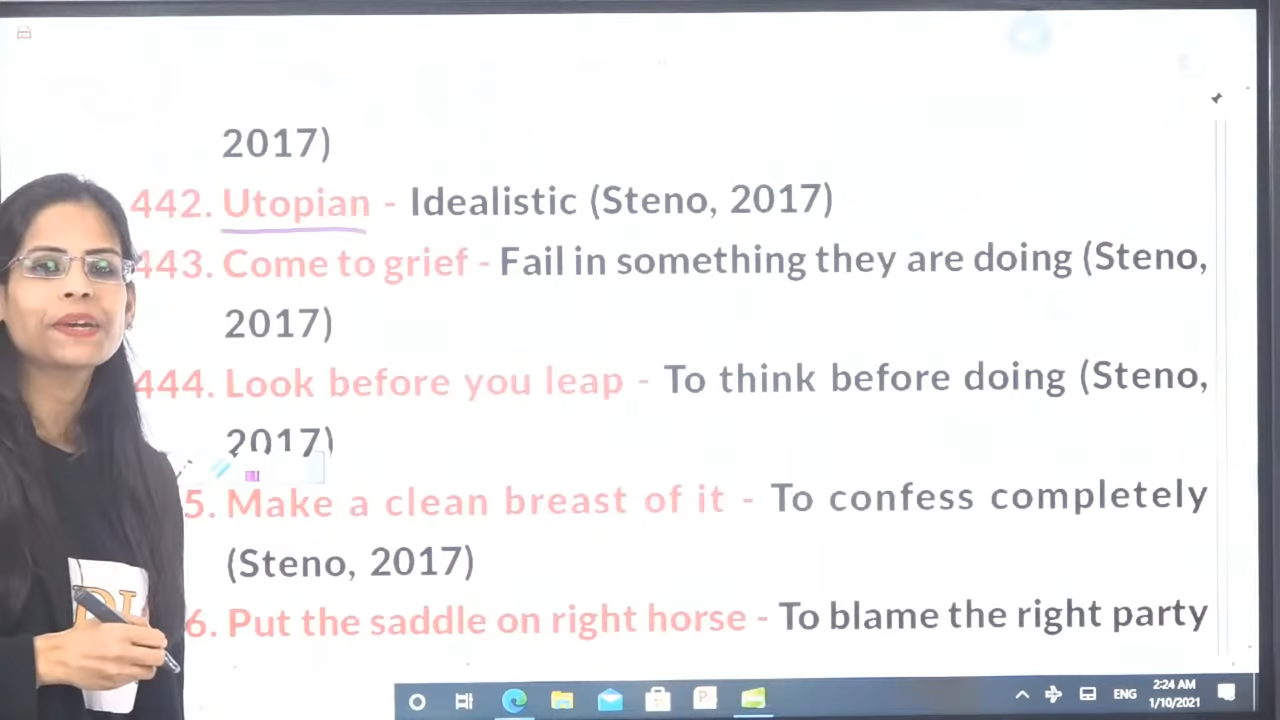 2017)
442. Utopian - Idealistic (Steno, 2017)
443. Come to grief - Fail in something they are doing (Steno,
2017)
444. Look before you leap - To think before doing (Steno,
2017)
5. Make a clean breast of it - To confess completely
(Steno, 2017)
6. Put the saddle on right horse - To blame the right party
ENG
2:24 AM
1/10/2021